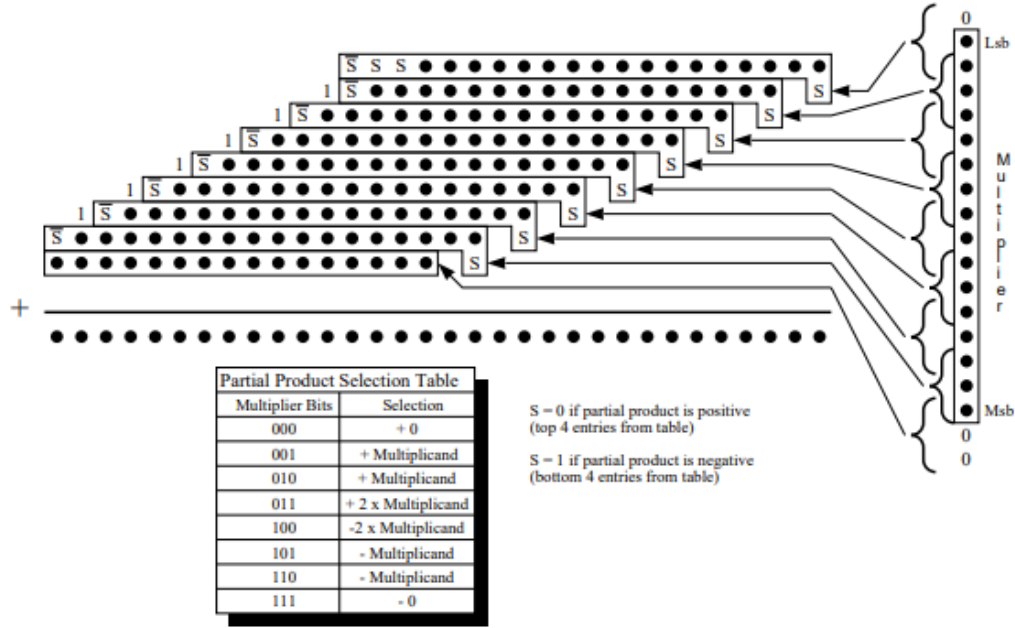 0
Lsb
S̅ S S
1 S̅ S
1 S̅ S
1 S̅ S
1 S̅ S
1 S̅ S
1 S̅ S
S̅ S
S
+
Multiplier
Msb
0
0
Partial Product Selection Table
Multiplier Bits Selection
000 + 0
001 + Multiplicand
010 + Multiplicand
011 + 2 x Multiplicand
100 -2 x Multiplicand
101 - Multiplicand
110 - Multiplicand
111 - 0
S = 0 if partial product is positive
(top 4 entries from table)
S = 1 if partial product is negative
(bottom 4 entries from table)